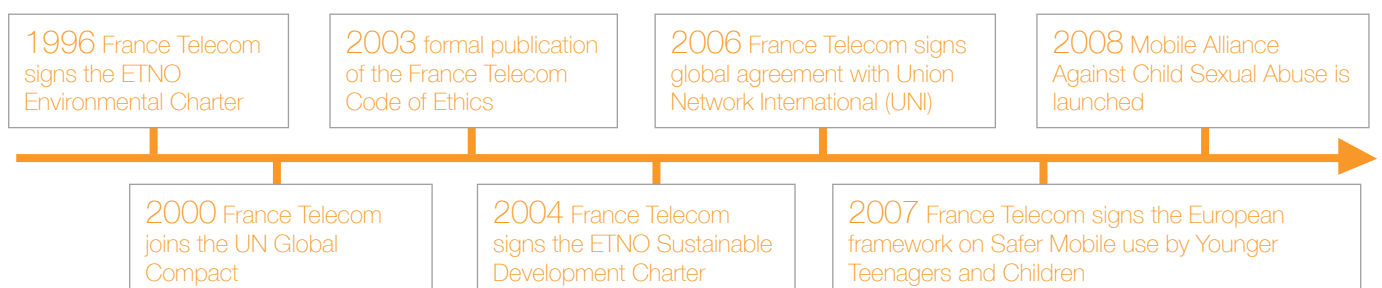 1996 France Telecom
signs the ETNO
Environmental Charter
2000 France Telecom
joins the UN Global
Compact
2003 formal publication
of the France Telecom
Code of Ethics
2004 France Telecom
signs the ETNO Sustainable
Development Charter
2006 France Telecom signs
global agreement with Union
Network International (UNI)
2007 France Telecom signs the European
framework on Safer Mobile use by Younger
Teenagers and Children
2008 Mobile Alliance
Against Child Sexual Abuse is
launched